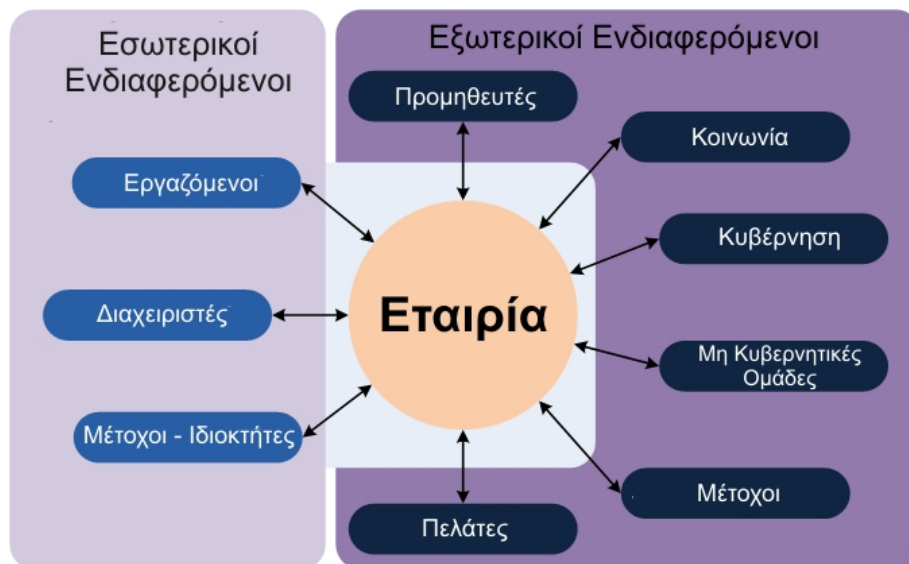 Εσωτερικοί
Ενδιαφερόμενοι
Εξωτερικοί Ενδιαφερόμενοι
Προμηθευτές
Κοινωνία
Εργαζόμενοι
Κυβέρνηση
Διαχειριστές
Εταιρία
Μη Κυβερνητικές
Ομάδες
Μέτοχοι - Ιδιοκτήτες
Μέτοχοι
Πελάτες